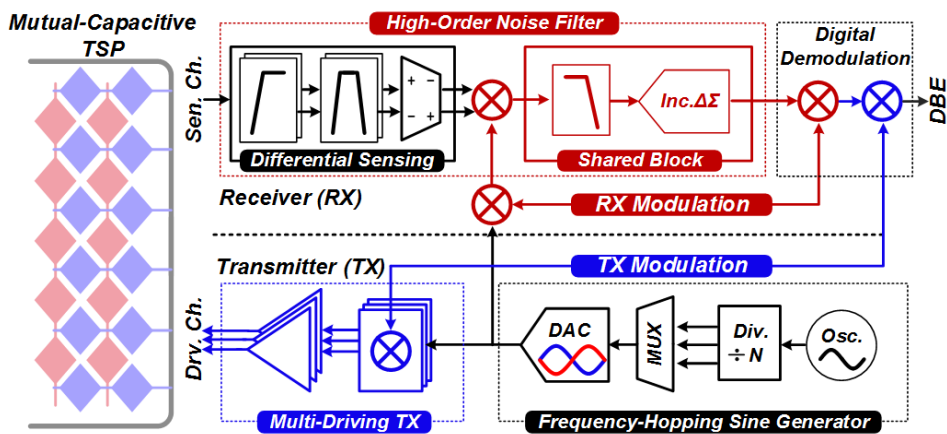 Mutual-Capacitive
TSP
High-Order Noise Filter
Digital
Demodulation
Sen. Ch.
+ −
− +
Inc.ΔΣ
DBE
Differential Sensing
Shared Block
Receiver (RX)
RX Modulation
Transmitter (TX)
TX Modulation
Drv. Ch.
DAC
MUX
Div.
÷ N
Osc.
Multi-Driving TX
Frequency-Hopping Sine Generator